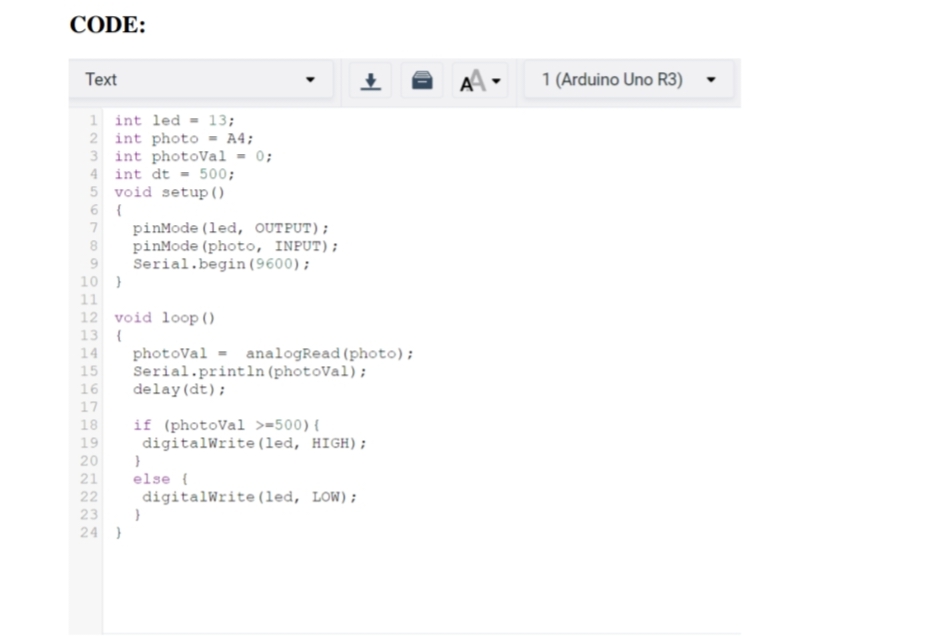 CODE:
Text AA 1 (Arduino Uno R3)
1 int led = 13;
2 int photo = A4;
3 int photoVal = 0;
4 int dt = 500;
5 void setup()
6 {
7   pinMode(led, OUTPUT);
8   pinMode(photo, INPUT);
9   Serial.begin(9600);
10 }
11
12 void loop()
13 {
14   photoVal =  analogRead(photo);
15   Serial.println(photoVal);
16   delay(dt);
17
18   if (photoVal >=500){
19    digitalWrite(led, HIGH);
20   }
21   else {
22    digitalWrite(led, LOW);
23   }
24 }